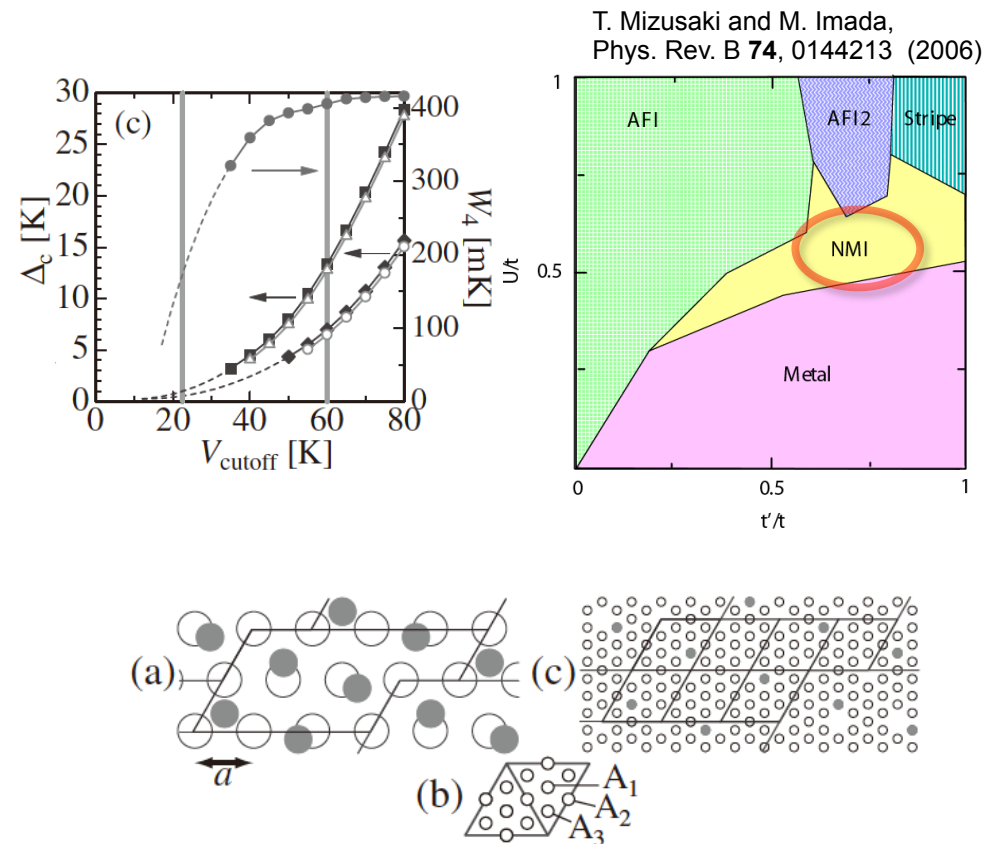 T. Mizusaki and M. Imada,
Phys. Rev. B 74, 0144213 (2006)
(c)
30
25
20
15
10
5
0
Δc [K]
400
300
200
100
0
W4 [mK]
0 20 40 60 80
Vcutoff [K]
1
0.5
U/t
AFI
AFI2
Stripe
NMI
Metal
0 0.5 1
t'/t
(a)
a
(b)
A1
A2
A3
(c)